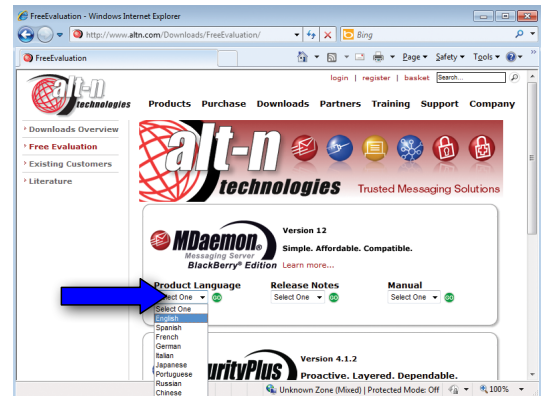 FreeEvaluation - Windows Internet Explorer
http://www.altn.com/Downloads/FreeEvaluation/
Bing
FreeEvaluation
Page Safety Tools
login | register | basket Search...
alt-n
technologies
Products Purchase Downloads Partners Training Support Company
Downloads Overview
Free Evaluation
Existing Customers
Literature
alt-n
technologies Trusted Messaging Solutions
MDaemon®
Messaging Server
BlackBerry® Edition
Version 12
Simple. Affordable. Compatible.
Learn more...
Product Language Release Notes Manual
Select One GO Select One GO Select One GO
Select One
English
Spanish
French
German
Italian
Japanese
Portuguese
Russian
Chinese
urityPlus
Version 4.1.2
Proactive. Layered. Dependable.
Unknown Zone (Mixed) | Protected Mode: Off 100%